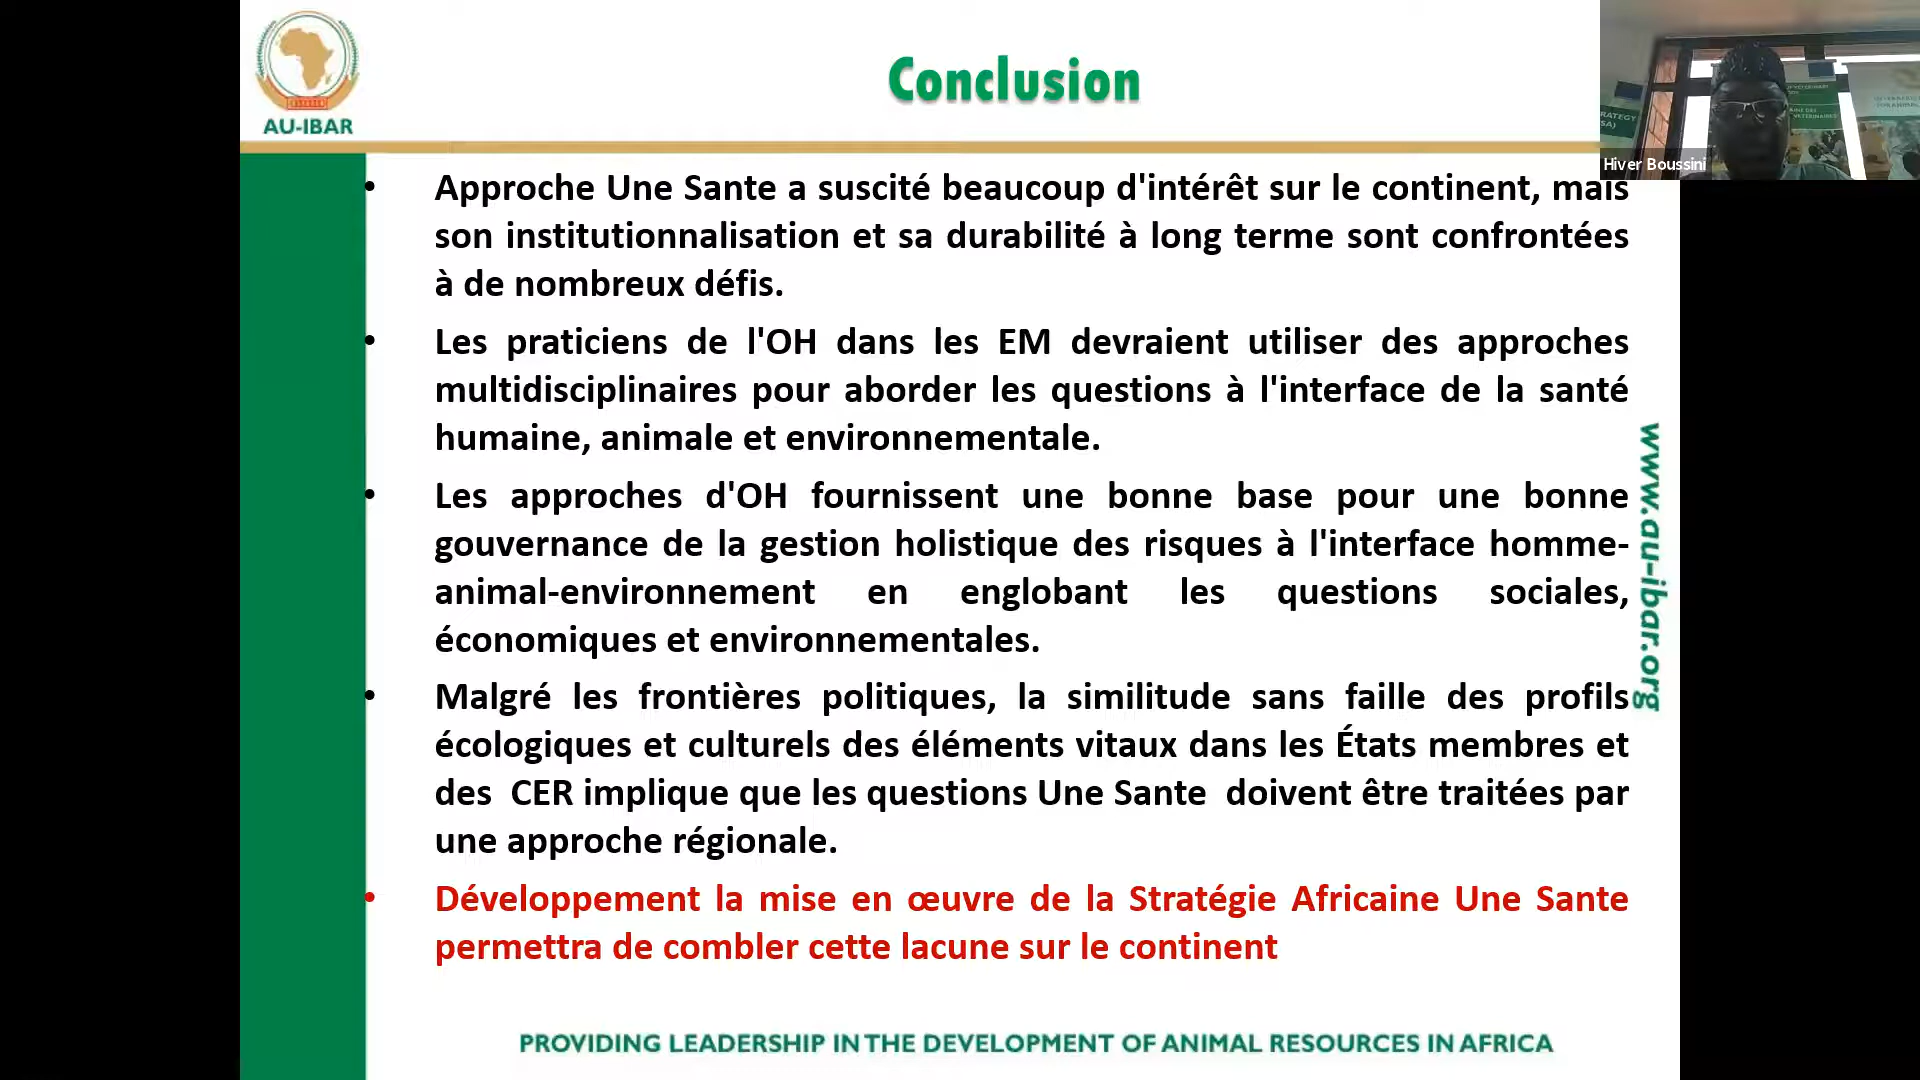 AU-IBAR
Conclusion
Hiver Boussini
• Approche Une Sante a suscité beaucoup d'intérêt sur le continent, mais
son institutionnalisation et sa durabilité à long terme sont confrontées
à de nombreux défis.
• Les praticiens de l'OH dans les EM devraient utiliser des approches
multidisciplinaires pour aborder les questions à l'interface de la santé
humaine, animale et environnementale.
• Les approches d'OH fournissent une bonne base pour une bonne
gouvernance de la gestion holistique des risques à l'interface homme-
animal-environnement en englobant les questions sociales,
économiques et environnementales.
• Malgré les frontières politiques, la similitude sans faille des profils
écologiques et culturels des éléments vitaux dans les États membres et
des CER implique que les questions Une Sante doivent être traitées par
une approche régionale.
• Développement la mise en œuvre de la Stratégie Africaine Une Sante
permettra de combler cette lacune sur le continent
www.au-ibar.org
PROVIDING LEADERSHIP IN THE DEVELOPMENT OF ANIMAL RESOURCES IN AFRICA